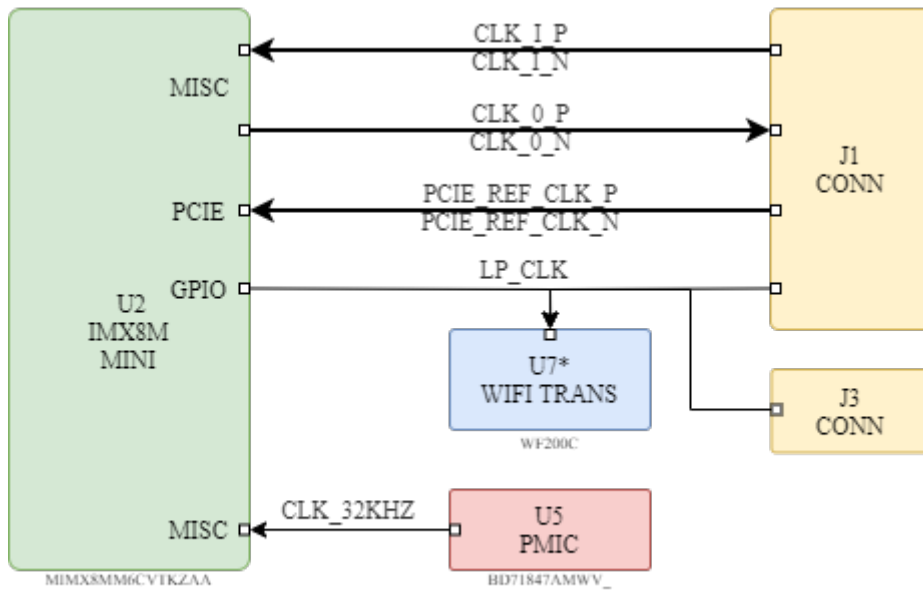 CLK_I_P
CLK_I_N
MISC
CLK_0_P
CLK_0_N
J1
CONN
PCIE
PCIE_REF_CLK_P
PCIE_REF_CLK_N
LP_CLK
GPIO
U2
IMX8M
MINI
U7*
WIFI TRANS
WF200C
J3
CONN
MISC
CLK_32KHZ
U5
PMIC
MIMX8MM6CVTKZAA
BD71847AMWV_